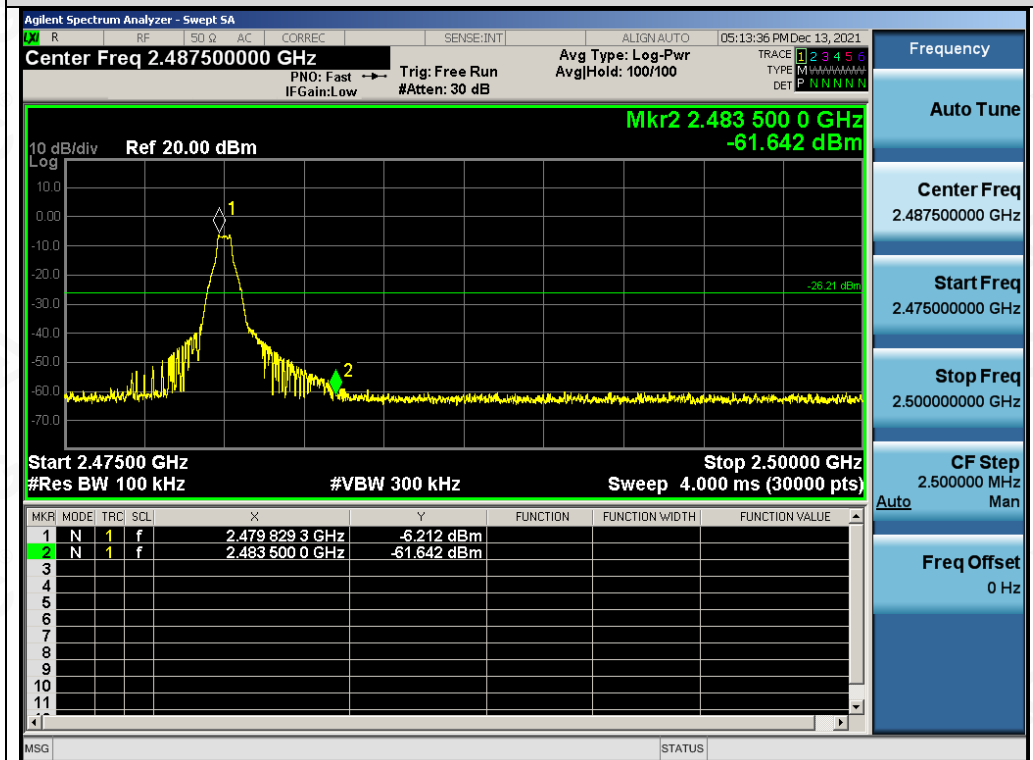 Agilent Spectrum Analyzer - Swept SA
LXI R RF 50 Ω AC CORREC SENSE:INT ALIGN AUTO 05:13:36 PM Dec 13, 2021
Center Freq 2.487500000 GHz
PNO: Fast
IFGain:Low
Trig: Free Run
#Atten: 30 dB
Avg Type: Log-Pwr
Avg|Hold: 100/100
TRACE 1 2 3 4 5 6
TYPE M
DET P N N N N N
Mkr2 2.483 500 0 GHz
-61.642 dBm
10 dB/div
Log
Ref 20.00 dBm
10.0
0.00
-10.0
-20.0
-30.0
-40.0
-50.0
-60.0
-70.0
1
2
-26.21 dBm
Start 2.47500 GHz
Stop 2.50000 GHz
#Res BW 100 kHz
#VBW 300 kHz
Sweep 4.000 ms (30000 pts)
MKR MODE TRC SCL X Y FUNCTION FUNCTION WIDTH FUNCTION VALUE
1 N 1 f 2.479 829 3 GHz -6.212 dBm
2 N 1 f 2.483 500 0 GHz -61.642 dBm
3
4
5
6
7
8
9
10
11
MSG
STATUS
Frequency
Auto Tune
Center Freq
2.487500000 GHz
Start Freq
2.475000000 GHz
Stop Freq
2.500000000 GHz
CF Step
2.500000 MHz
Auto Man
Freq Offset
0 Hz